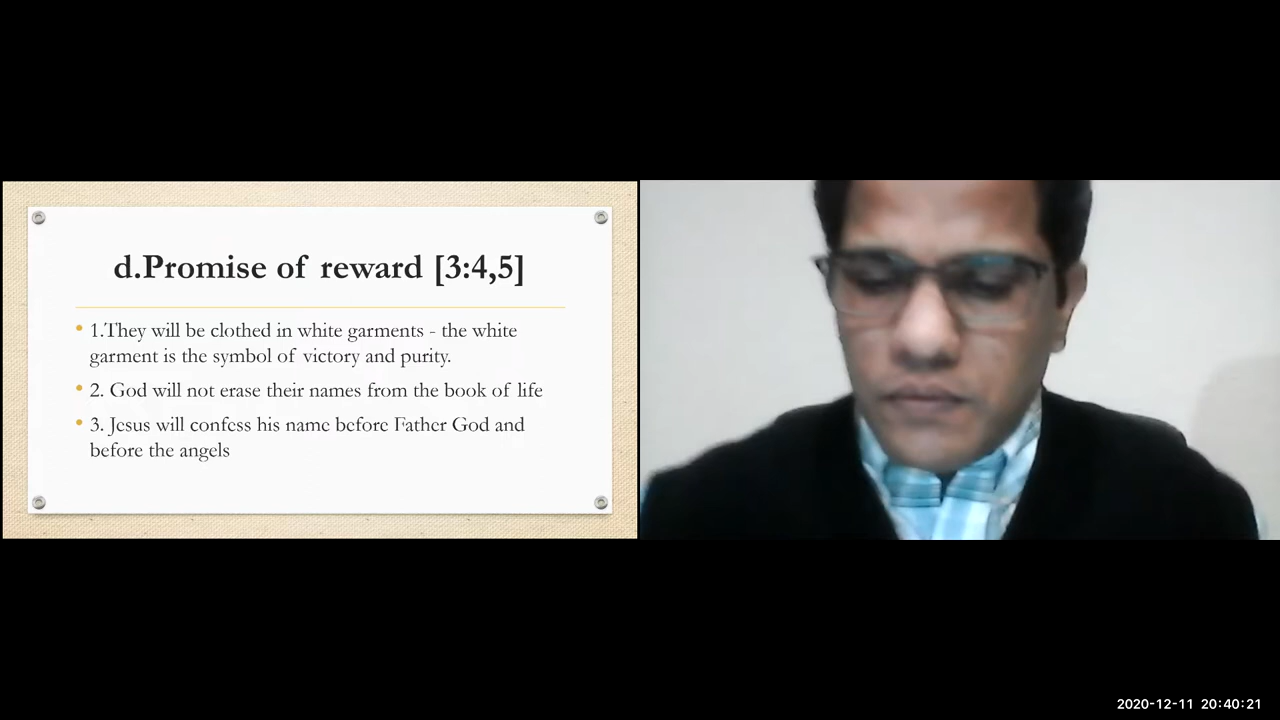 d.Promise of reward [3:4,5]
• 1.They will be clothed in white garments - the white
garment is the symbol of victory and purity.
• 2. God will not erase their names from the book of life
• 3. Jesus will confess his name before Father God and
before the angels
2020-12-11 20:40:21